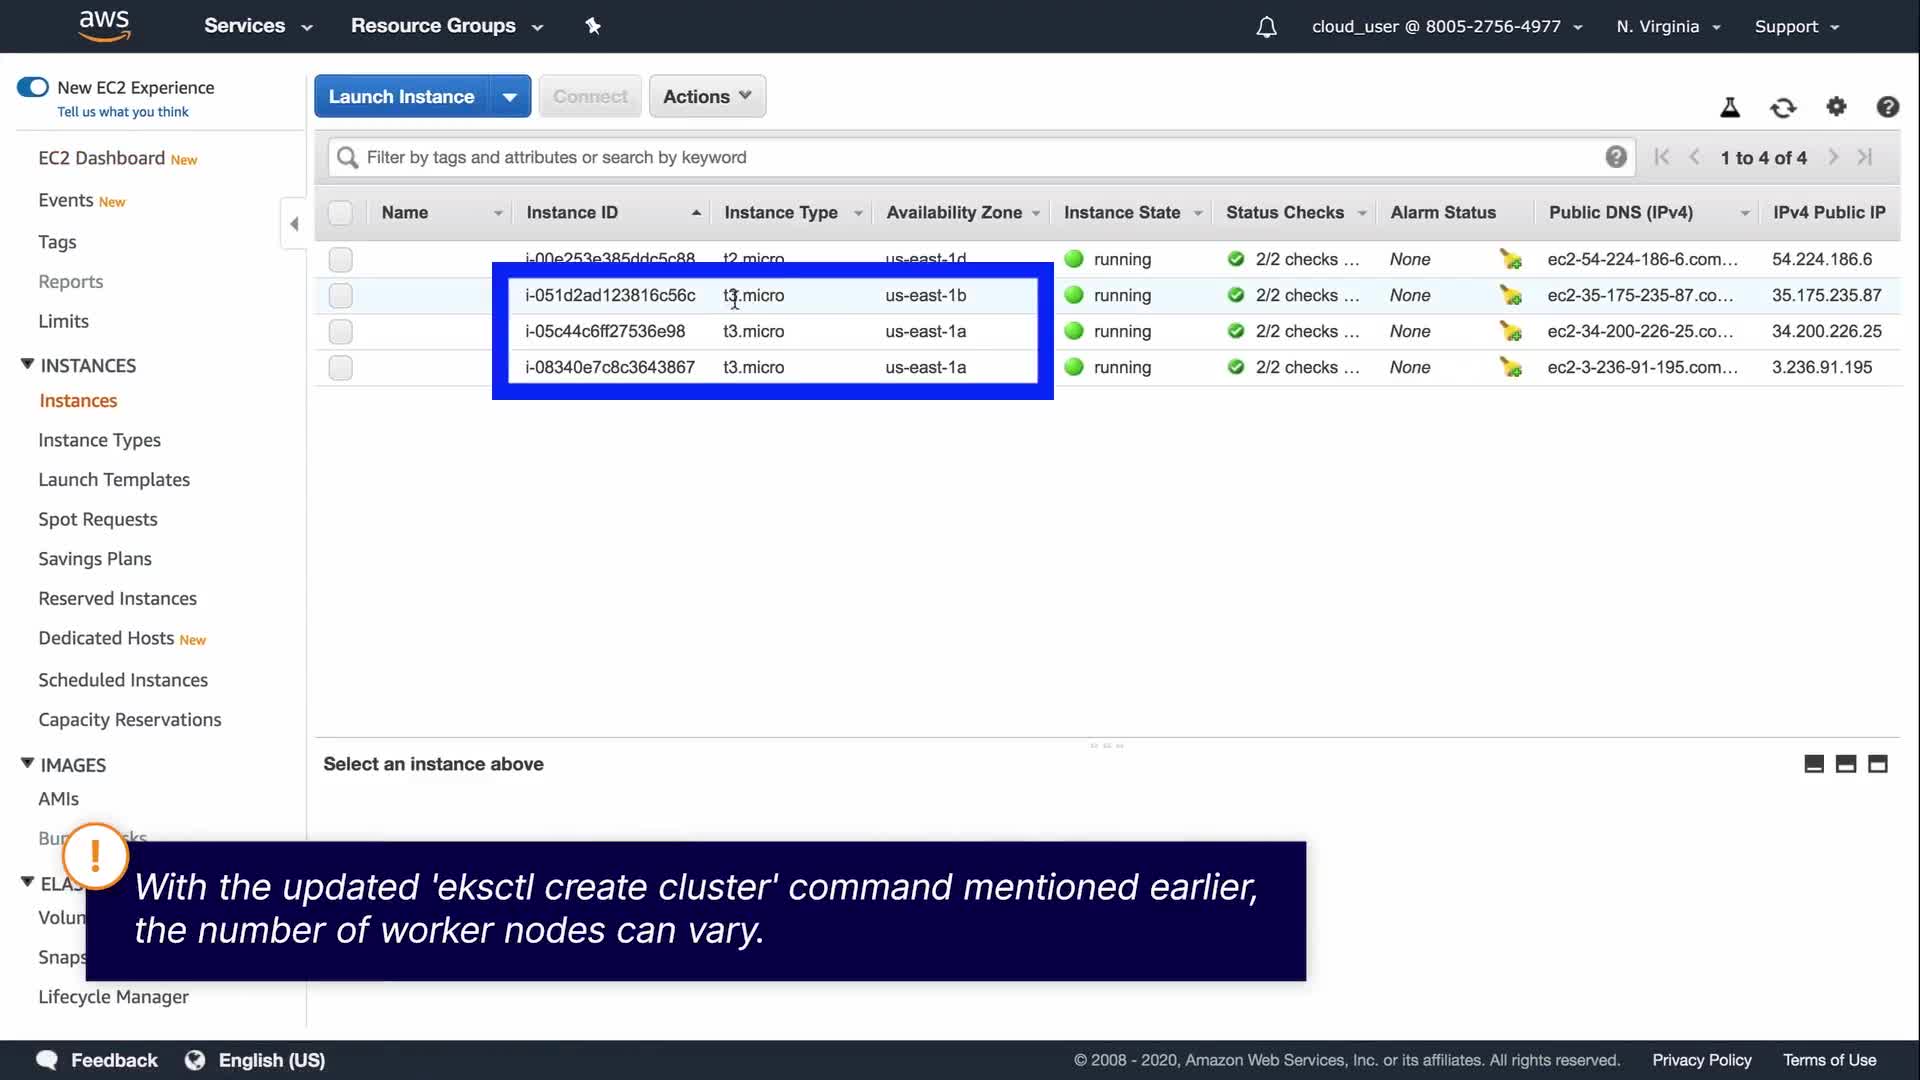 aws Services Resource Groups cloud_user @ 8005-2756-4977 N. Virginia Support
New EC2 Experience
Tell us what you think
EC2 Dashboard New
Events New
Tags
Reports
Limits
INSTANCES
Instances
Instance Types
Launch Templates
Spot Requests
Savings Plans
Reserved Instances
Dedicated Hosts New
Scheduled Instances
Capacity Reservations
IMAGES
AMIs
Launch Instance Connect Actions
Filter by tags and attributes or search by keyword 1 to 4 of 4
Name Instance ID Instance Type Availability Zone Instance State Status Checks Alarm Status Public DNS (IPv4) IPv4 Public IP
i-00e253e385ddc5c88 t2.micro us-east-1d running 2/2 checks ... None ec2-54-224-186-6.com... 54.224.186.6
i-051d2ad123816c56c t3.micro us-east-1b running 2/2 checks ... None ec2-35-175-235-87.co... 35.175.235.87
i-05c44c6ff27536e98 t3.micro us-east-1a running 2/2 checks ... None ec2-34-200-226-25.co... 34.200.226.25
i-08340e7c8c3643867 t3.micro us-east-1a running 2/2 checks ... None ec2-3-236-91-195.com... 3.236.91.195
Select an instance above
! With the updated 'eksctl create cluster' command mentioned earlier,
the number of worker nodes can vary.
Lifecycle Manager
Feedback English (US) © 2008 - 2020, Amazon Web Services, Inc. or its affiliates. All rights reserved. Privacy Policy Terms of Use